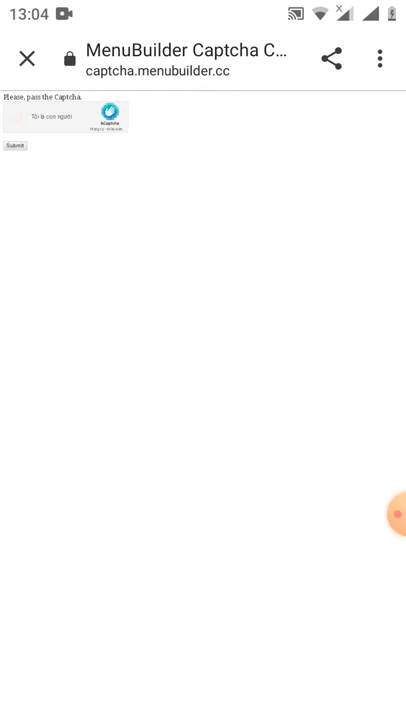 13:04
MenuBuilder Captcha C...
captcha.menubuilder.cc
Please, pass the Captcha.
Tôi là con người
hCaptcha
Submit